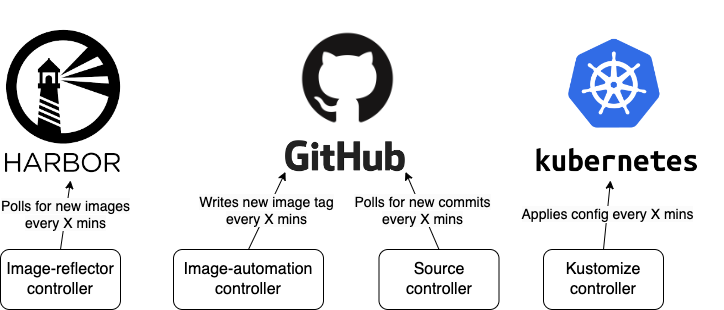 HARBOR
GitHub
kubernetes
Polls for new images
every X mins
Writes new image tag
every X mins
Polls for new commits
every X mins
Applies config every X mins
Image-reflector
controller
Image-automation
controller
Source
controller
Kustomize
controller